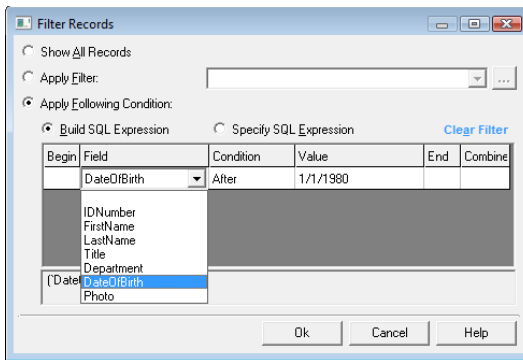 Filter Records
Show All Records
Apply Filter:
...
Apply Following Condition:
Build SQL Expression Specify SQL Expression Clear Filter
Begin Field Condition Value End Combine
DateOfBirth After 1/1/1980
IDNumber
FirstName
LastName
Title
Department
DateOfBirth
Photo
Ok Cancel Help